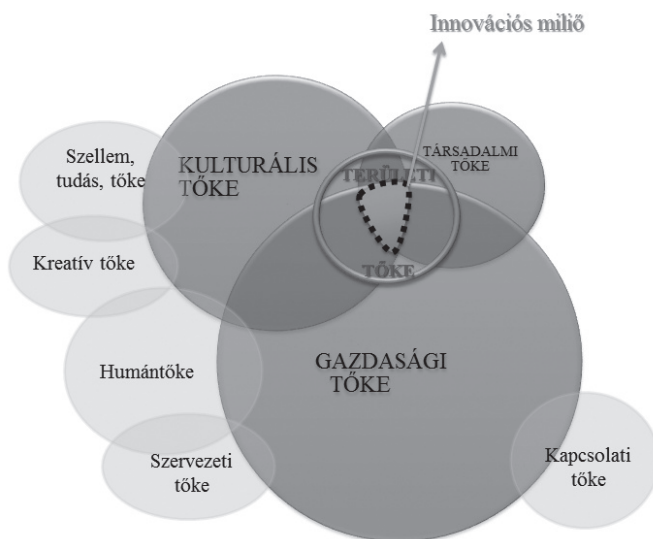 Innovációs miliő
Szellem,
tudás, tőke
KULTURÁLIS
TŐKE
TÁRSADALMI
TŐKE
TERÜLETI
TŐKE
Kreatív tőke
Humántőke
GAZDASÁGI
TŐKE
Szervezeti
tőke
Kapcsolati
tőke